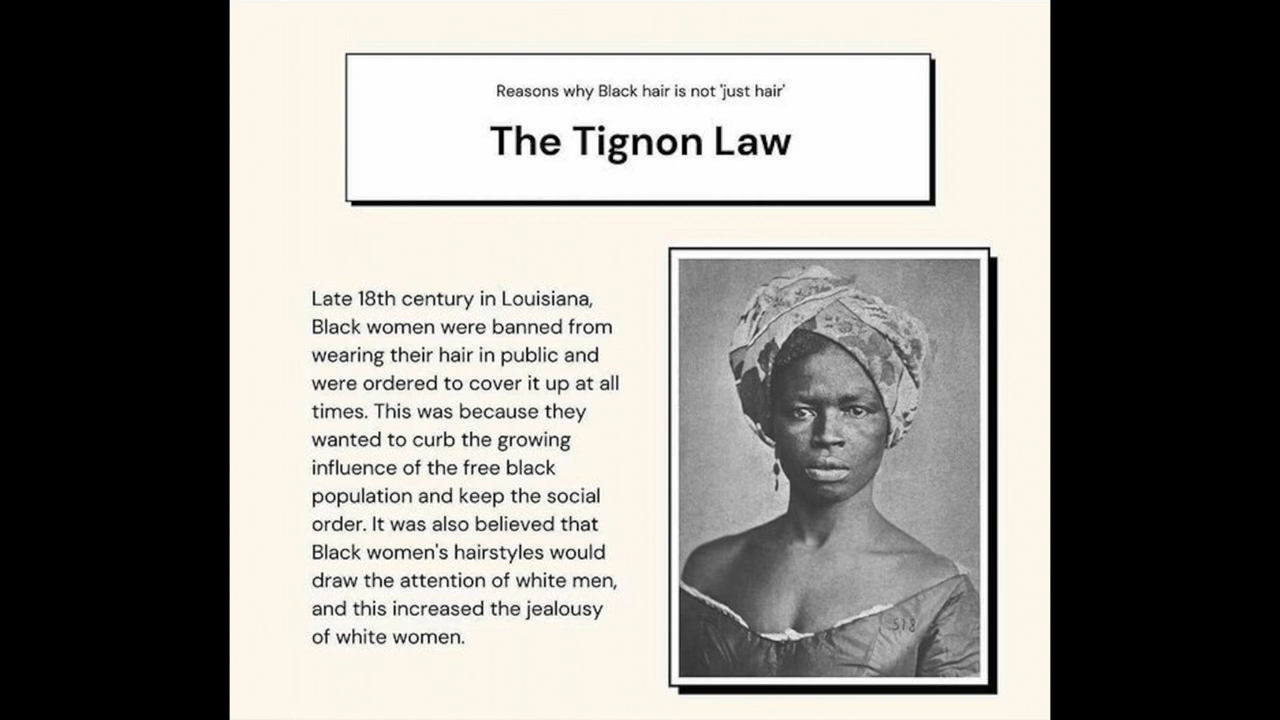 Reasons why Black hair is not 'just hair'
The Tignon Law
Late 18th century in Louisiana,
Black women were banned from
wearing their hair in public and
were ordered to cover it up at all
times. This was because they
wanted to curb the growing
influence of the free black
population and keep the social
order. It was also believed that
Black women's hairstyles would
draw the attention of white men,
and this increased the jealousy
of white women.
518